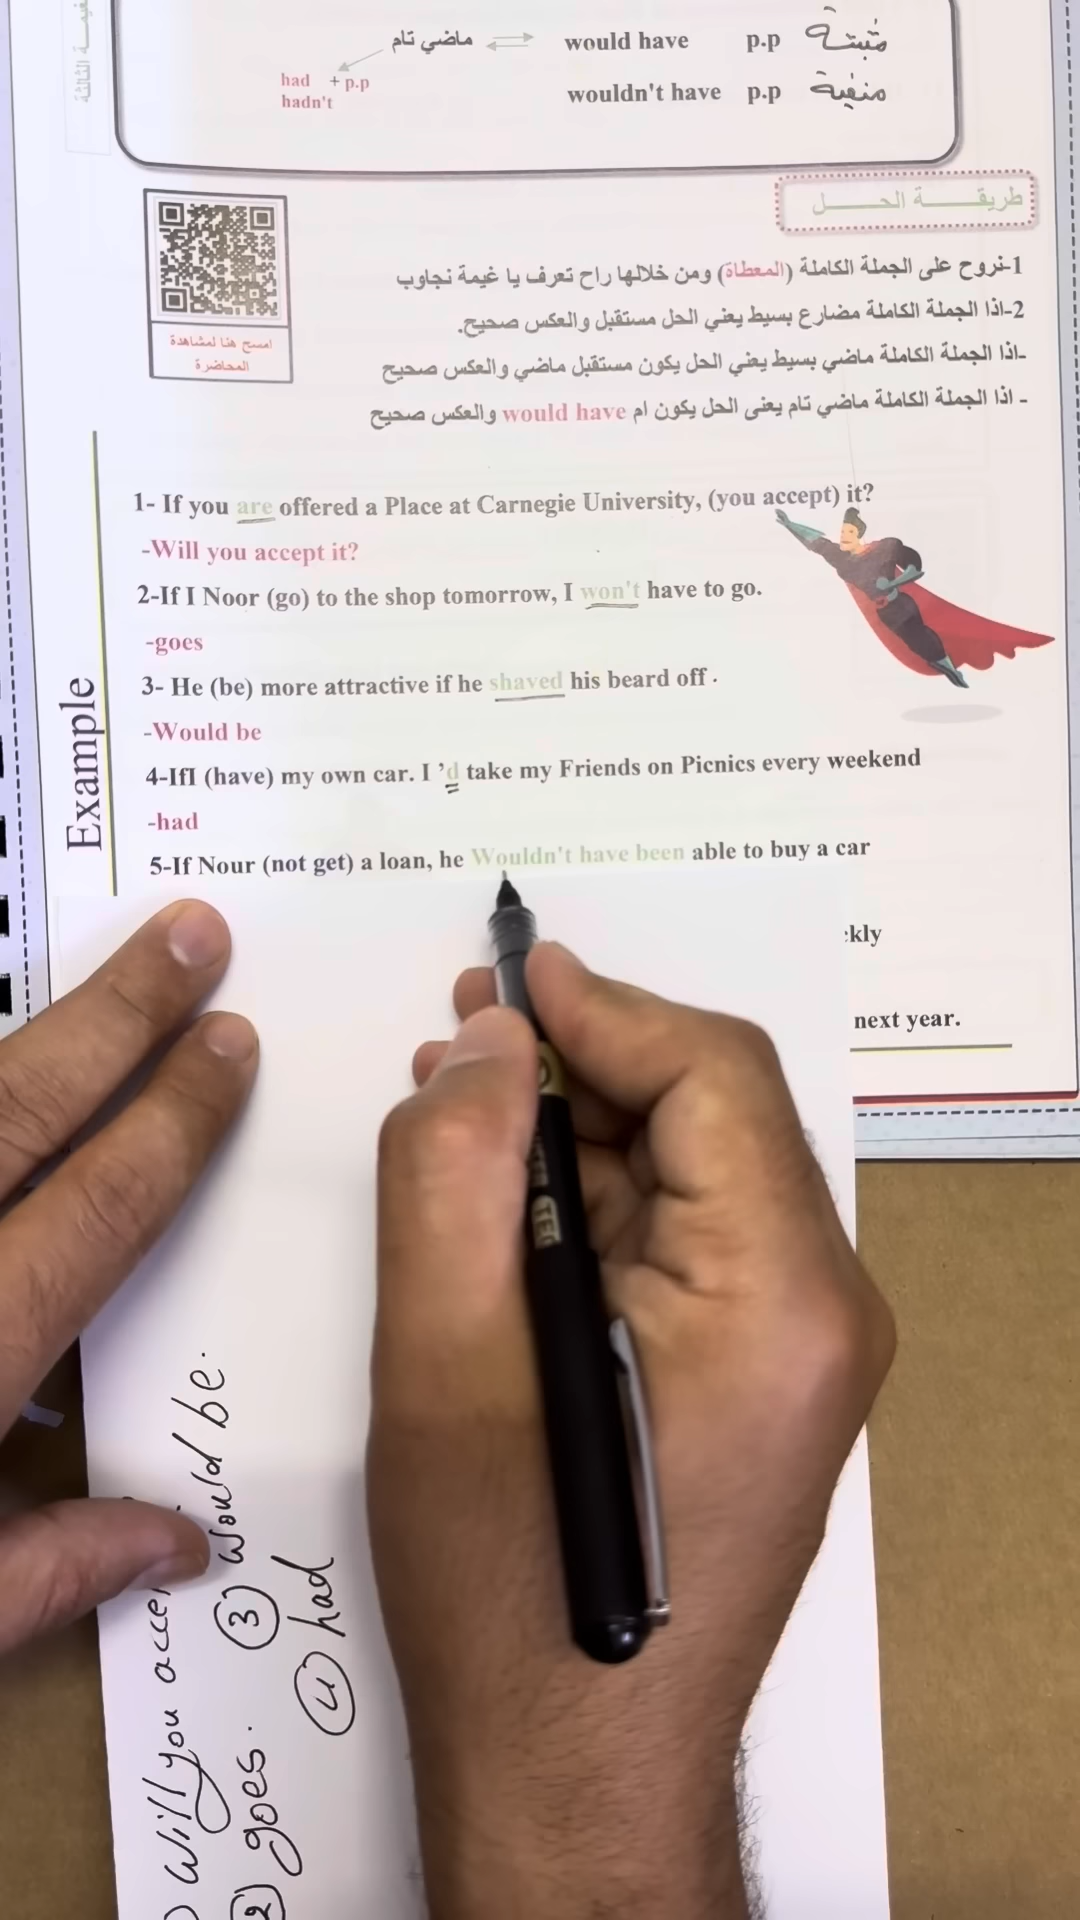 الثالثة
ماضي تام ⇌ would have p.p مثبتة
had + p.p
hadn't
wouldn't have p.p منفية
طريقـــــة الحـــــل
1-نروح على الجملة الكاملة (المعطاة) ومن خلالها راح تعرف يا غيمة نجاوب
2-اذا الجملة الكاملة مضارع بسيط يعني الحل مستقبل والعكس صحيح.
-اذا الجملة الكاملة ماضي بسيط يعني الحل يكون مستقبل ماضي والعكس صحيح
- اذا الجملة الكاملة ماضي تام يعني الحل يكون ام would have والعكس صحيح
امسح هنا لمشاهدة
المحاضرة
Example
1- If you are offered a Place at Carnegie University, (you accept) it?
-Will you accept it?
2-If I Noor (go) to the shop tomorrow, I won't have to go.
-goes
3- He (be) more attractive if he shaved his beard off .
-Would be
4-IfI (have) my own car. I 'd take my Friends on Picnics every weekend
-had
5-If Nour (not get) a loan, he Wouldn't have been able to buy a car
kly
next year.
Will you
2 goes.
3 would be.
4 had